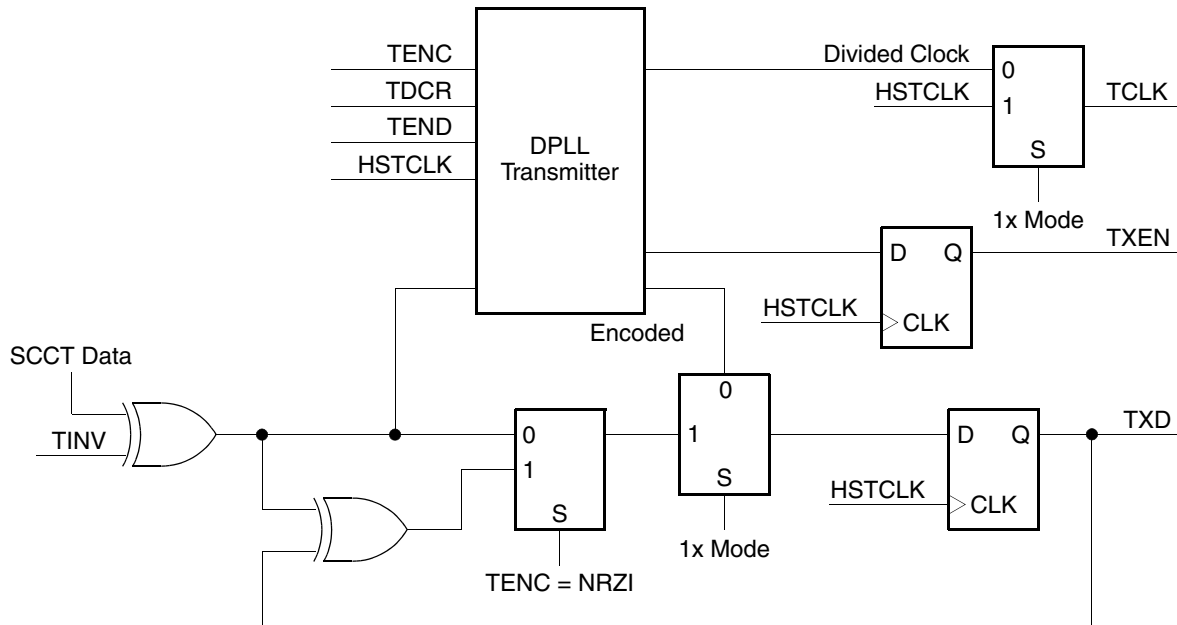 TENC
TDCR
TEND
HSTCLK
DPLL
Transmitter
Divided Clock
HSTCLK
0
1
S
TCLK
1x Mode
TXEN
D Q
HSTCLK
CLK
Encoded
SCCT Data
TINV
0
1
S
TENC = NRZI
0
1
S
1x Mode
D Q
HSTCLK
CLK
TXD